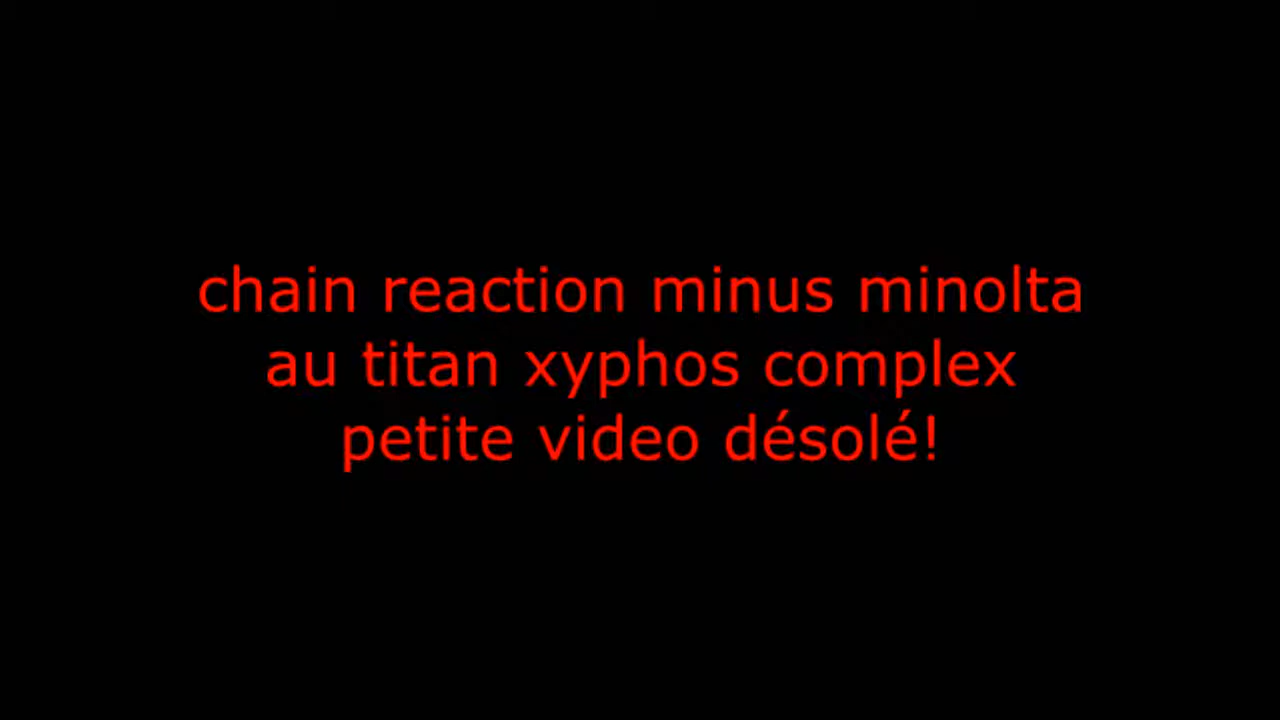 chain reaction minus minolta
au titan xyphos complex
petite video désolé!